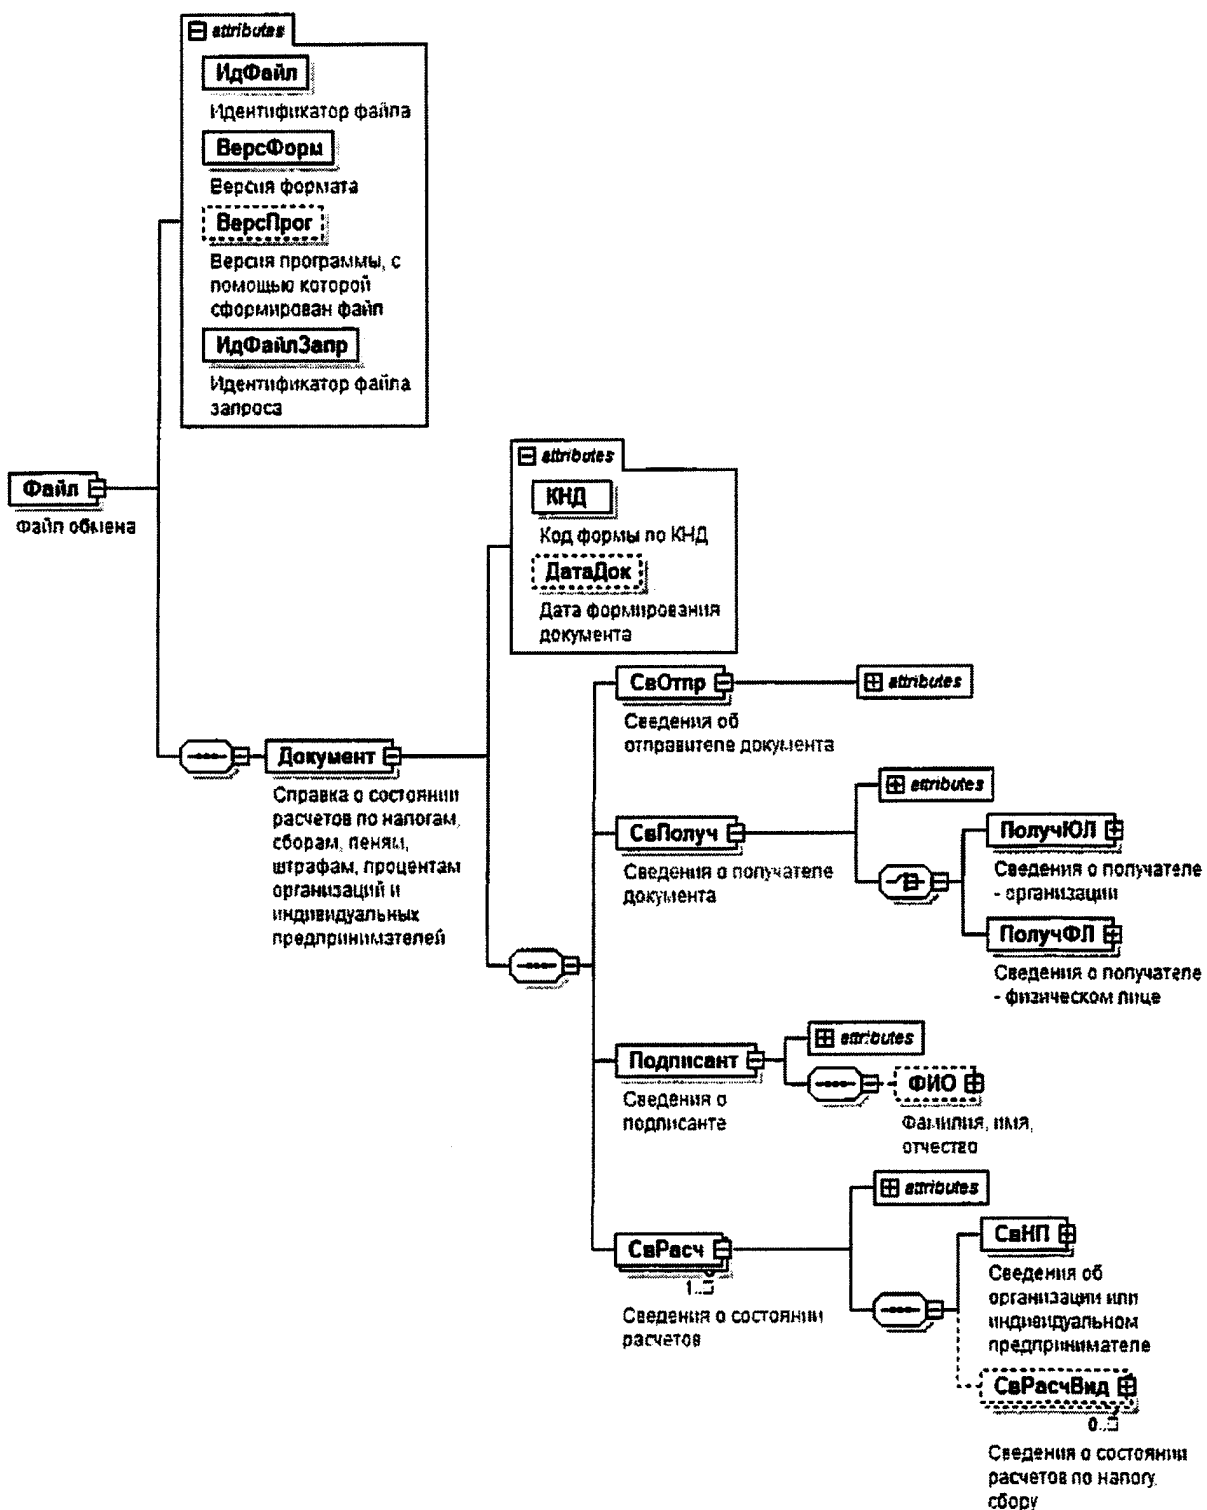 attributes
ИдФайл
Идентификатор файла
ВерсФорм
Версия формата
ВерсПрог
Версия программы, с
помощью которой
сформирован файл
ИдФайлЗапр
Идентификатор файла
запроса
Файл
Файл обмена
attributes
КНД
Код формы по КНД
ДатаДок
Дата формирования
документа
Документ
Справка о состоянии
расчетов по налогам,
сборам, пеням,
штрафам, процентам
организаций и
индивидуальных
предпринимателей
СвОтпр
attributes
Сведения об
отправителе документа
СвПолуч
Сведения о получателе
документа
attributes
ПолучЮЛ
Сведения о получателе
- организации
ПолучФЛ
Сведения о получателе
- физическом лице
Подписант
Сведения о
подписанте
attributes
ФИО
Фамилия, имя,
отчество
СвРасч
1..
Сведения о состоянии
расчетов
attributes
СвНП
Сведения об
организации или
индивидуальном
предпринимателе
СвРасчВид
0..
Сведения о состоянии
расчетов по налогу,
сбору